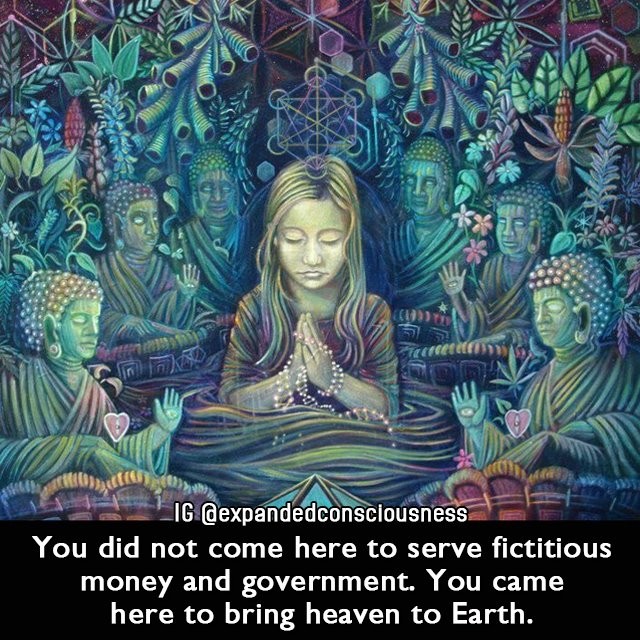 IG @expandedconsciousness
You did not come here to serve fictitious
money and government. You came
here to bring heaven to Earth.